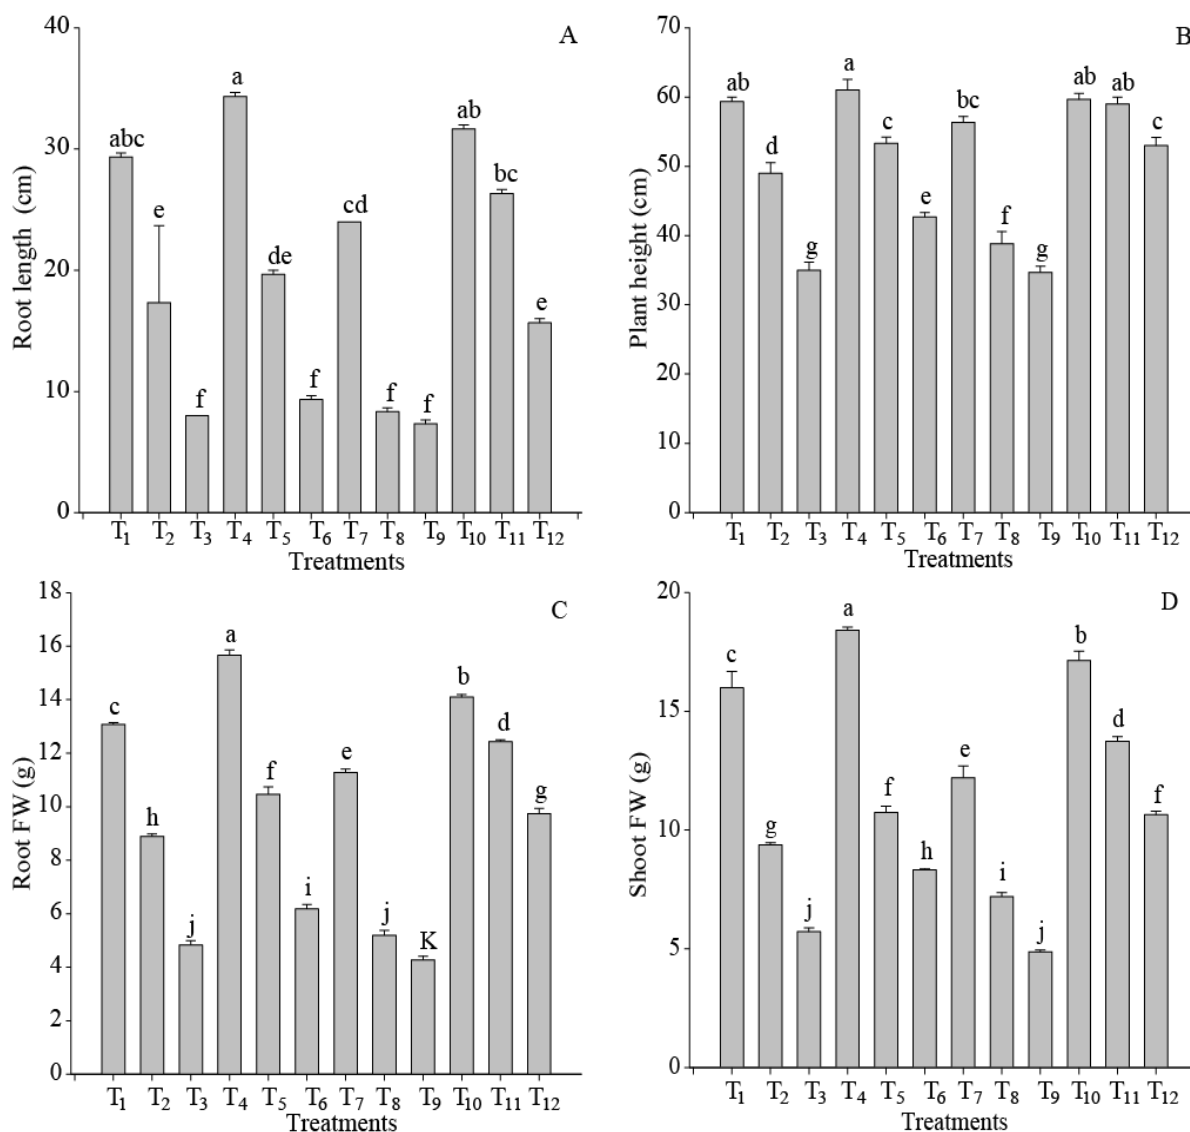 A
Root length (cm)
40
30
20
10
0
abc
e
f
a
de
f
cd
f
f
ab
bc
e
T1 T2 T3 T4 T5 T6 T7 T8 T9 T10 T11 T12
Treatments
B
Plant height (cm)
70
60
50
40
30
20
10
0
ab
d
g
a
c
e
bc
f
g
ab
ab
c
T1 T2 T3 T4 T5 T6 T7 T8 T9 T10 T11 T12
Treatments
C
Root FW (g)
18
16
14
12
10
8
6
4
2
0
c
h
j
a
f
i
e
j
K
b
d
g
T1 T2 T3 T4 T5 T6 T7 T8 T9 T10 T11 T12
Treatments
D
Shoot FW (g)
20
15
10
5
0
c
g
j
a
f
h
e
i
j
b
d
f
T1 T2 T3 T4 T5 T6 T7 T8 T9 T10 T11 T12
Treatments